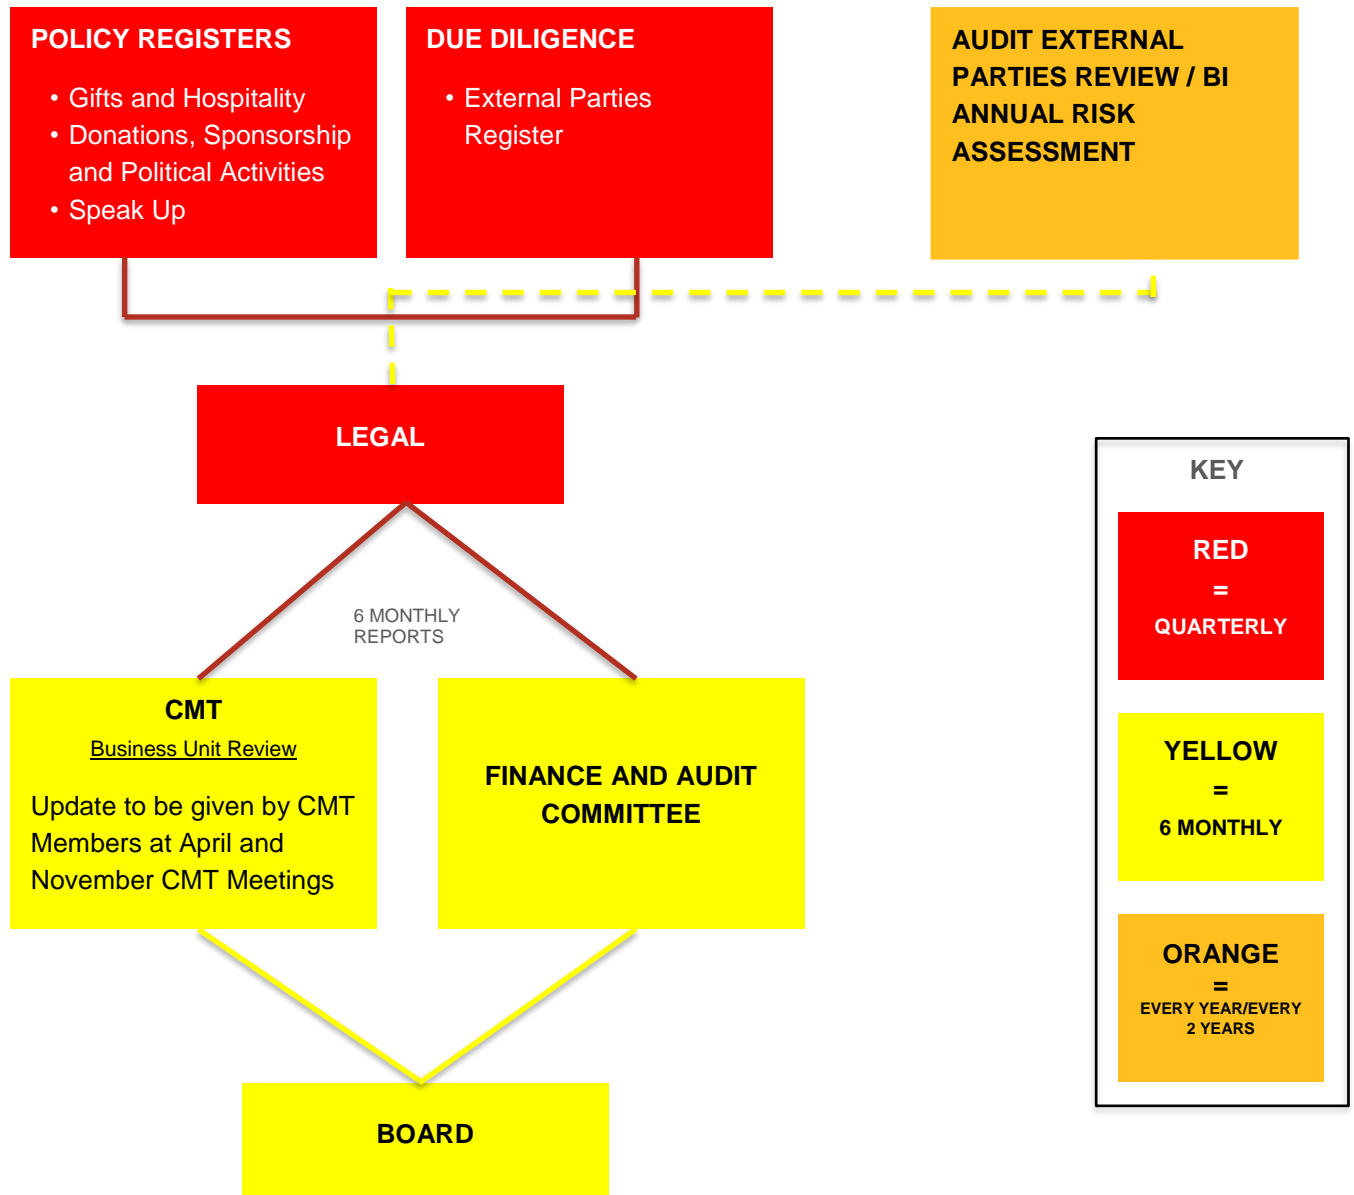 POLICY REGISTERS
• Gifts and Hospitality
• Donations, Sponsorship
and Political Activities
• Speak Up
DUE DILIGENCE
• External Parties
Register
AUDIT EXTERNAL
PARTIES REVIEW / BI
ANNUAL RISK
ASSESSMENT
LEGAL
6 MONTHLY
REPORTS
CMT
Business Unit Review
Update to be given by CMT
Members at April and
November CMT Meetings
FINANCE AND AUDIT
COMMITTEE
BOARD
KEY
RED
=
QUARTERLY
YELLOW
=
6 MONTHLY
ORANGE
=
EVERY YEAR/EVERY
2 YEARS